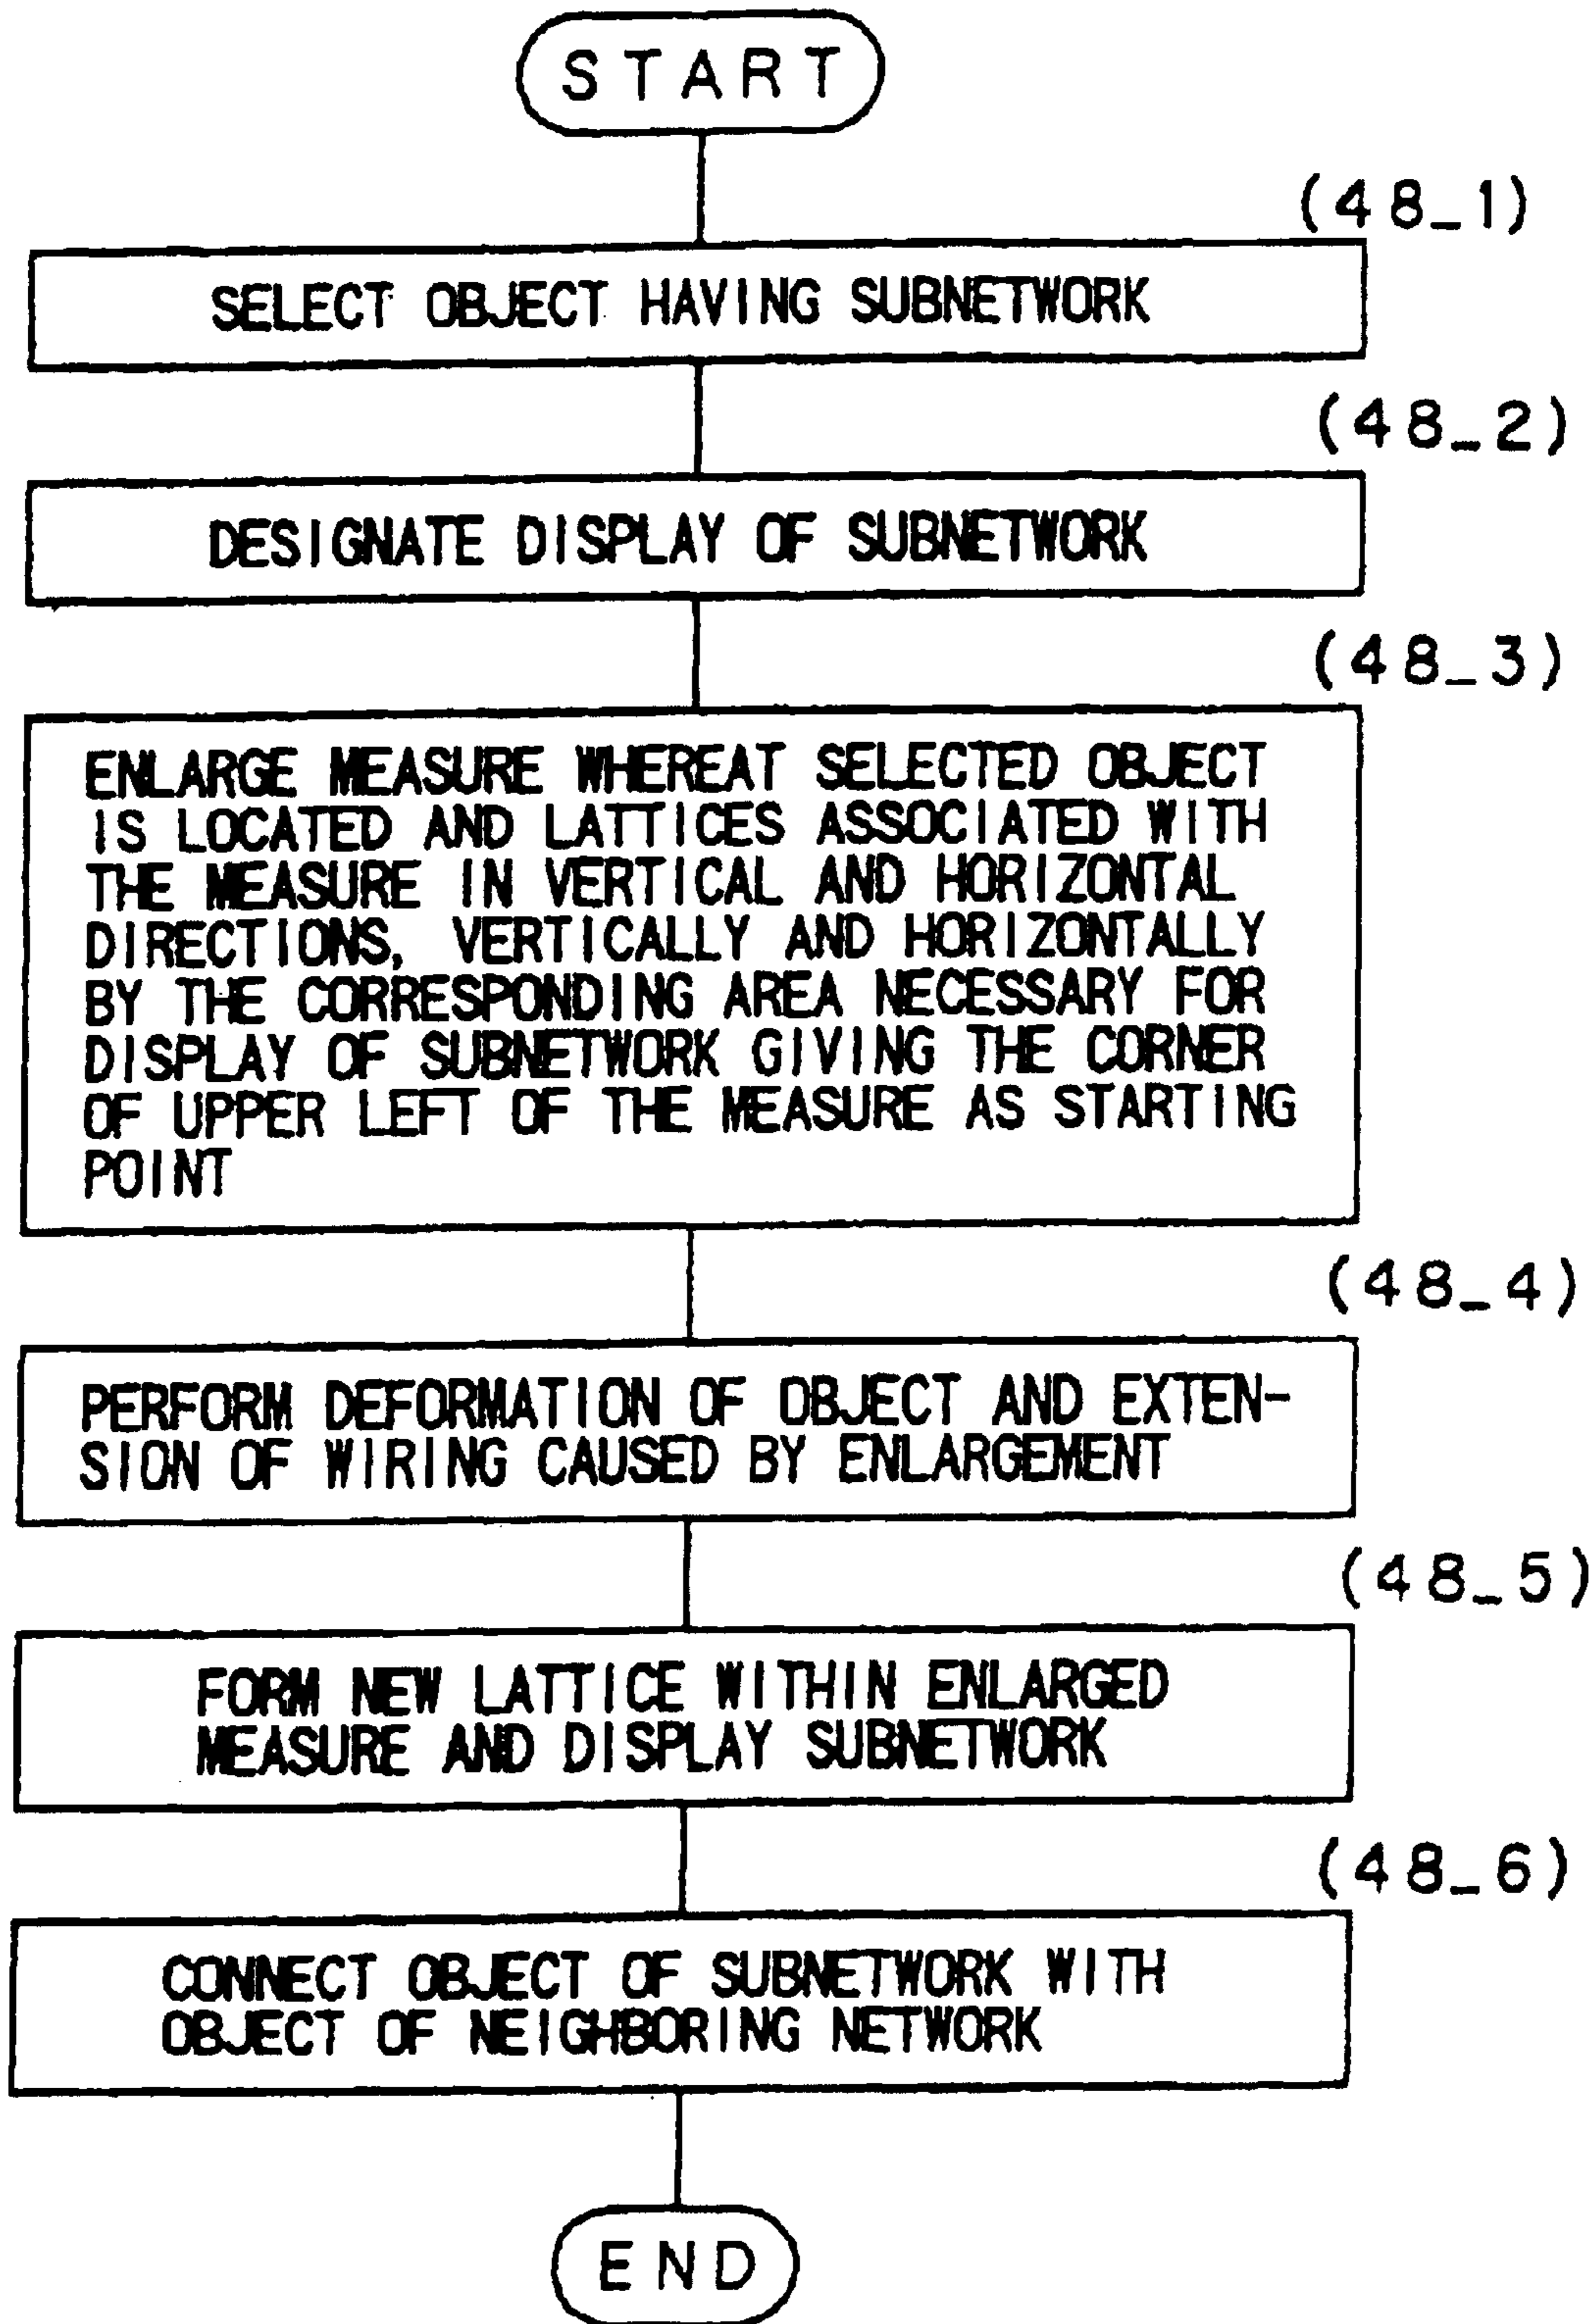 START
(48_1)
SELECT OBJECT HAVING SUBNETWORK
(48_2)
DESIGNATE DISPLAY OF SUBNETWORK
(48_3)
ENLARGE MEASURE WHEREAT SELECTED OBJECT
IS LOCATED AND LATTICES ASSOCIATED WITH
THE MEASURE IN VERTICAL AND HORIZONTAL
DIRECTIONS, VERTICALLY AND HORIZONTALLY
BY THE CORRESPONDING AREA NECESSARY FOR
DISPLAY OF SUBNETWORK GIVING THE CORNER
OF UPPER LEFT OF THE MEASURE AS STARTING
POINT
(48_4)
PERFORM DEFORMATION OF OBJECT AND EXTEN-
SION OF WIRING CAUSED BY ENLARGEMENT
(48_5)
FORM NEW LATTICE WITHIN ENLARGED
MEASURE AND DISPLAY SUBNETWORK
(48_6)
CONNECT OBJECT OF SUBNETWORK WITH
OBJECT OF NEIGHBORING NETWORK
END